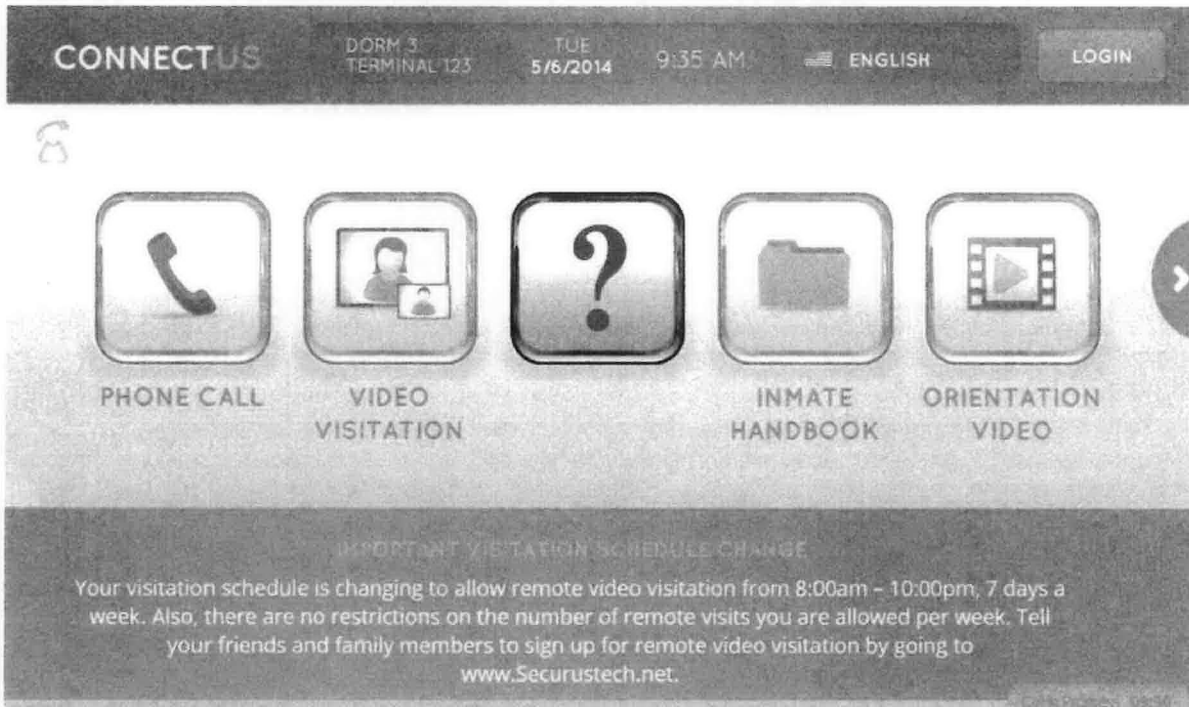 CONNECTUS
DORM 3
TERMINAL 123
TUE
5/6/2014
9:35 AM
ENGLISH
LOGIN
?
PHONE CALL
VIDEO
VISITATION
INMATE
HANDBOOK
ORIENTATION
VIDEO
IMPORTANT VISITATION SCHEDULE CHANGE
Your visitation schedule is changing to allow remote video visitation from 8:00am – 10:00pm, 7 days a
week. Also, there are no restrictions on the number of remote visits you are allowed per week. Tell
your friends and family members to sign up for remote video visitation by going to
www.Securustech.net.